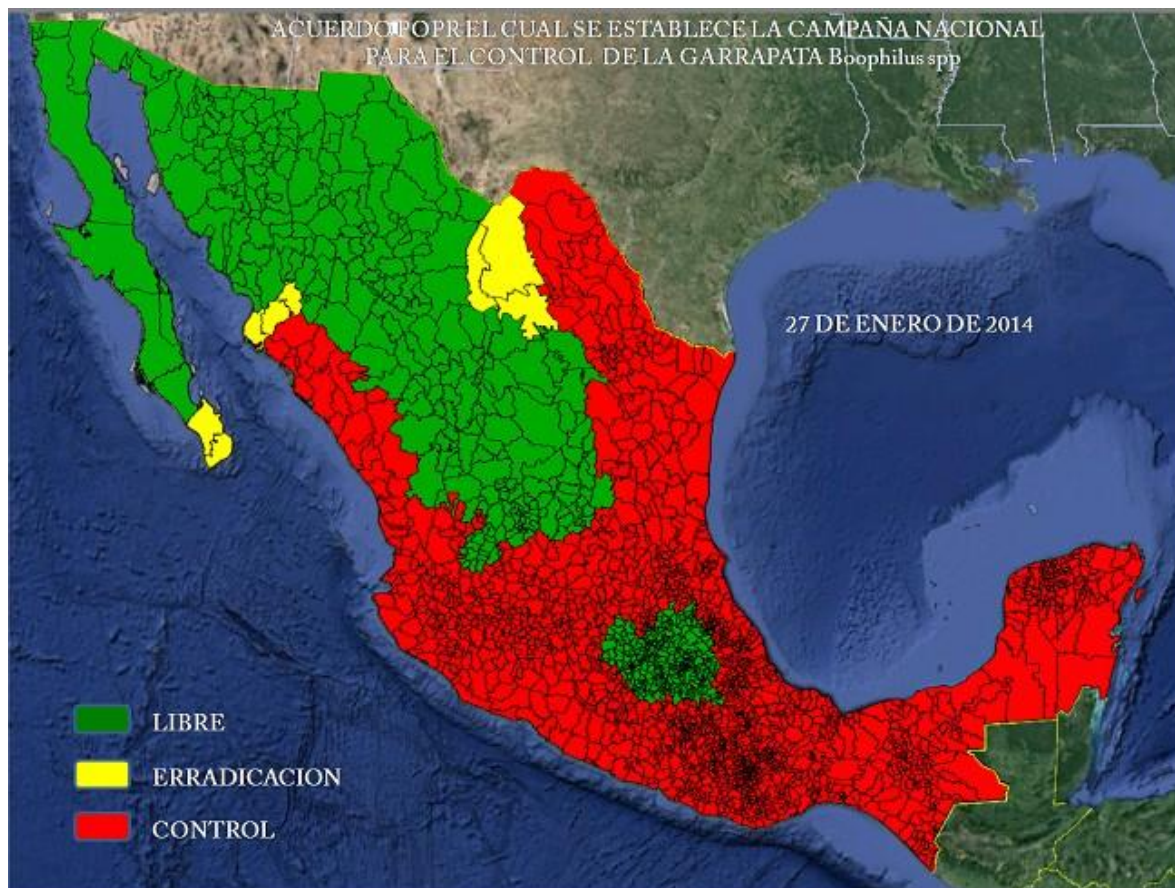 ACUERDO POPR EL CUAL SE ESTABLECE LA CAMPAÑA NACIONAL
PARA EL CONTROL DE LA GARRAPATA Boophilus spp
27 DE ENERO DE 2014
LIBRE
ERRADICACION
CONTROL